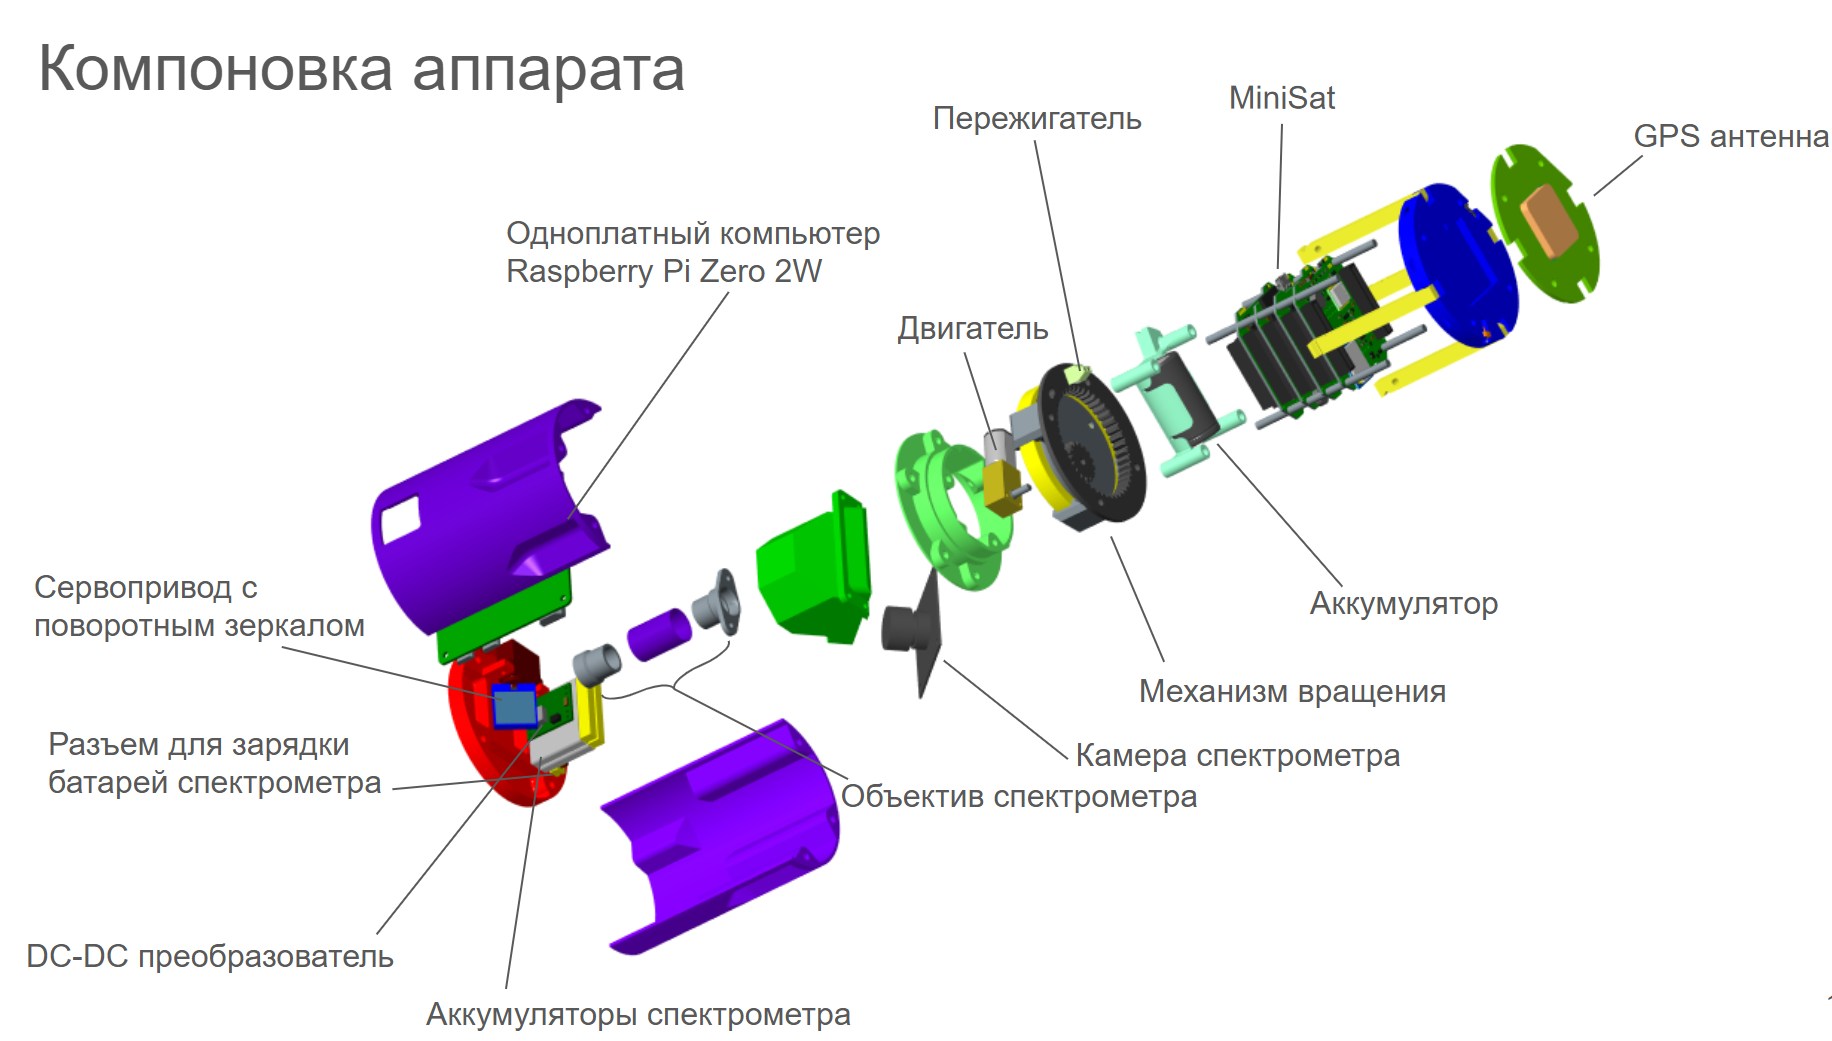 Компоновка аппарата
MiniSat
Пережигатель
GPS антенна
Одноплатный компьютер
Raspberry Pi Zero 2W
Двигатель
Сервопривод с
поворотным зеркалом
Аккумулятор
Механизм вращения
Разъем для зарядки
батарей спектрометра
Камера спектрометра
Объектив спектрометра
DC-DC преобразователь
Аккумуляторы спектрометра